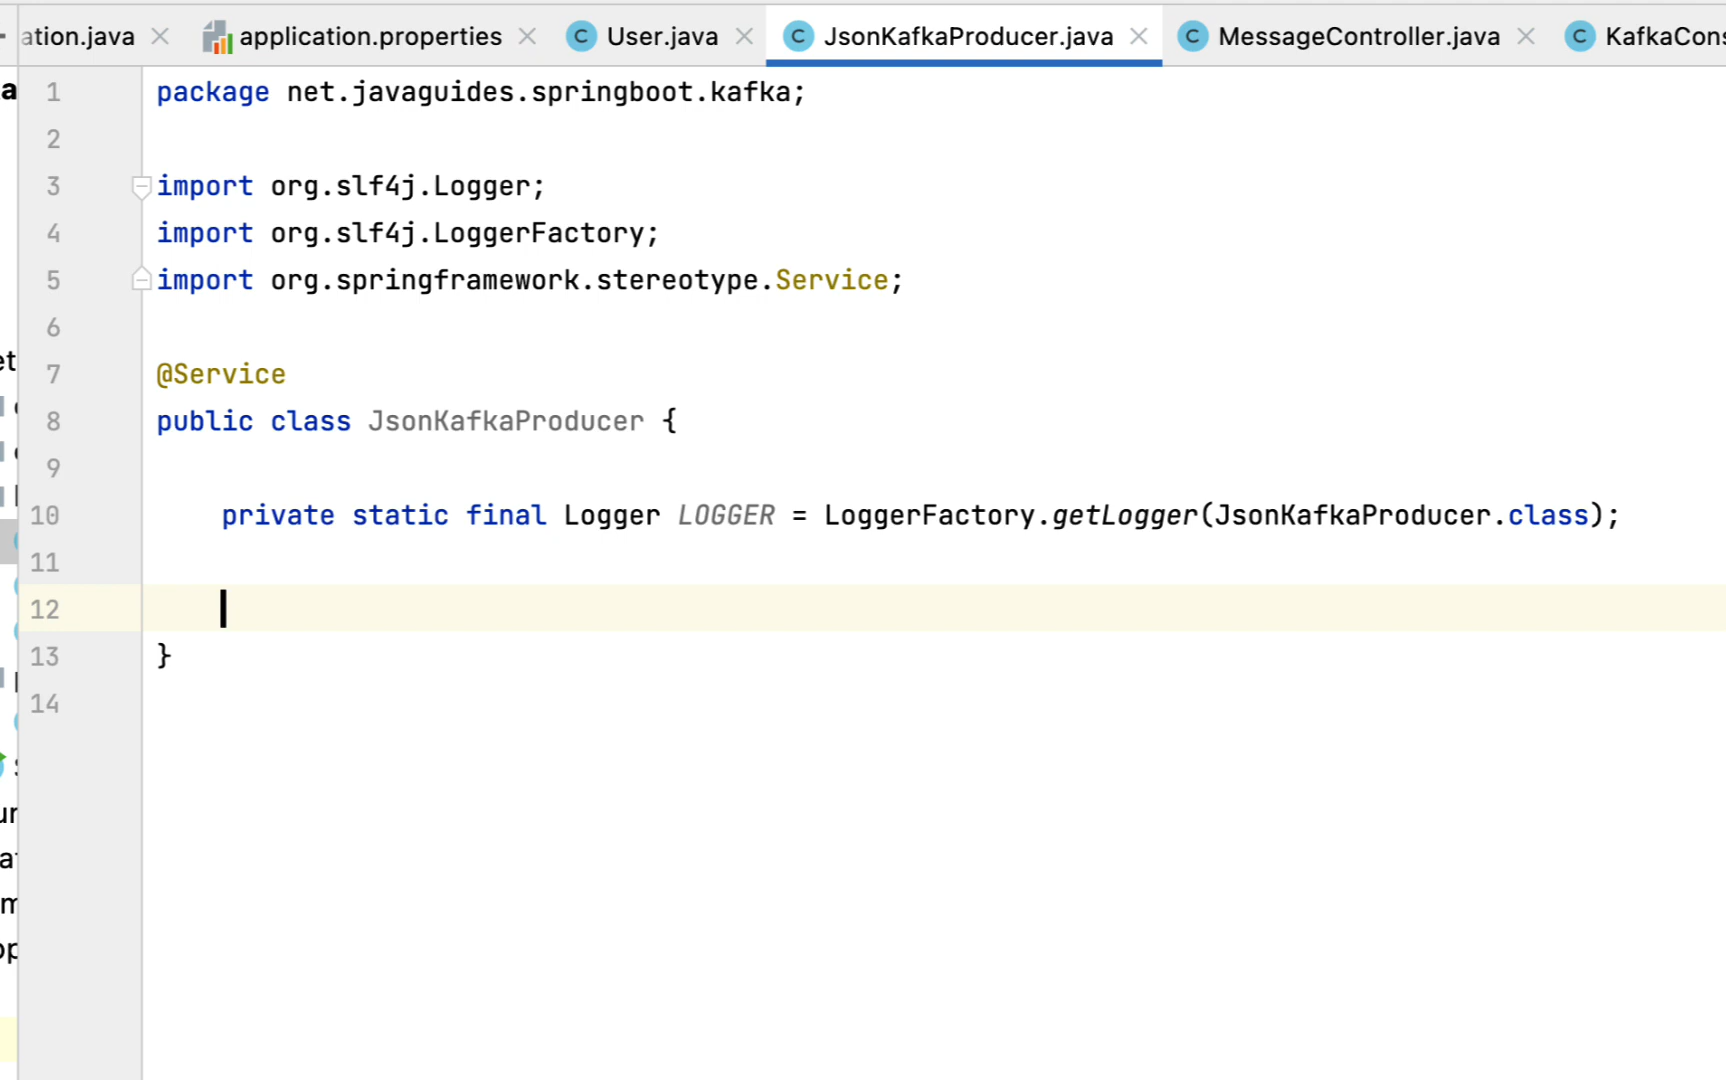 ation.java application.properties User.java JsonKafkaProducer.java MessageController.java KafkaCons
1 package net.javaguides.springboot.kafka;
2
3 import org.slf4j.Logger;
4 import org.slf4j.LoggerFactory;
5 import org.springframework.stereotype.Service;
6
7 @Service
8 public class JsonKafkaProducer {
9
10 private static final Logger LOGGER = LoggerFactory.getLogger(JsonKafkaProducer.class);
11
12
13 }
14